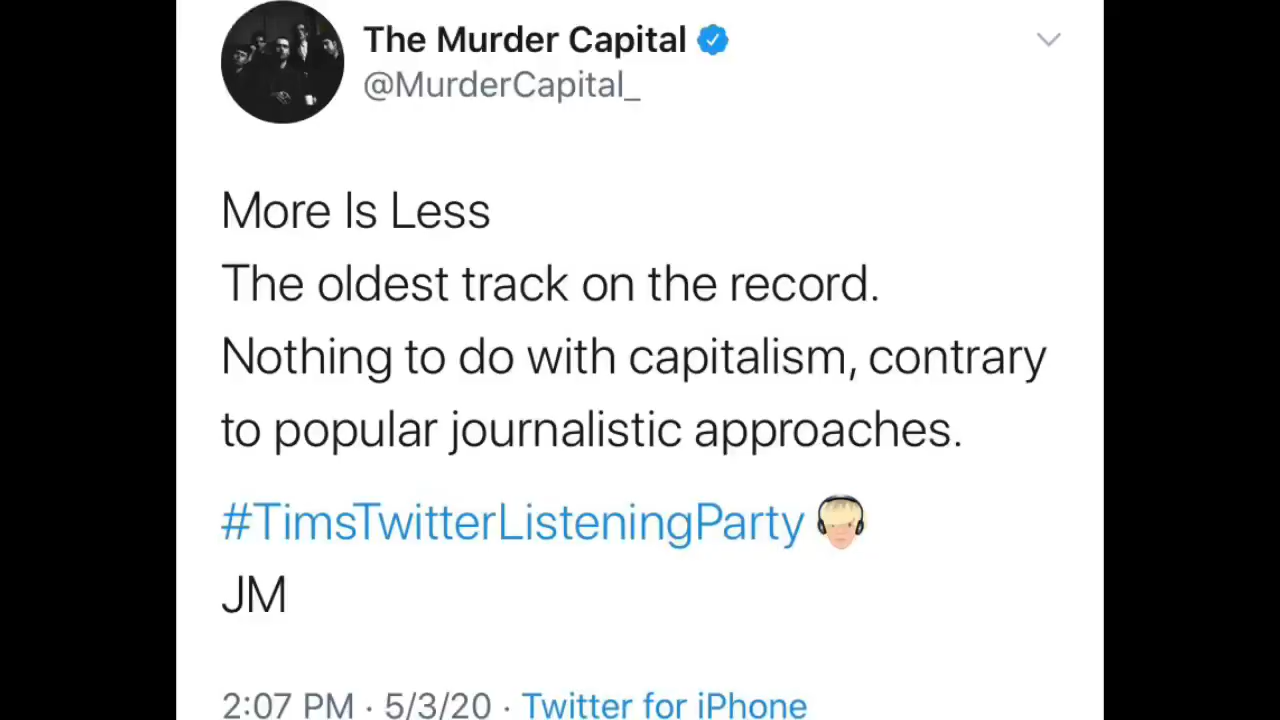 The Murder Capital
@MurderCapital_
More Is Less
The oldest track on the record.
Nothing to do with capitalism, contrary
to popular journalistic approaches.
#TimsTwitterListeningParty
JM
2:07 PM · 5/3/20 · Twitter for iPhone